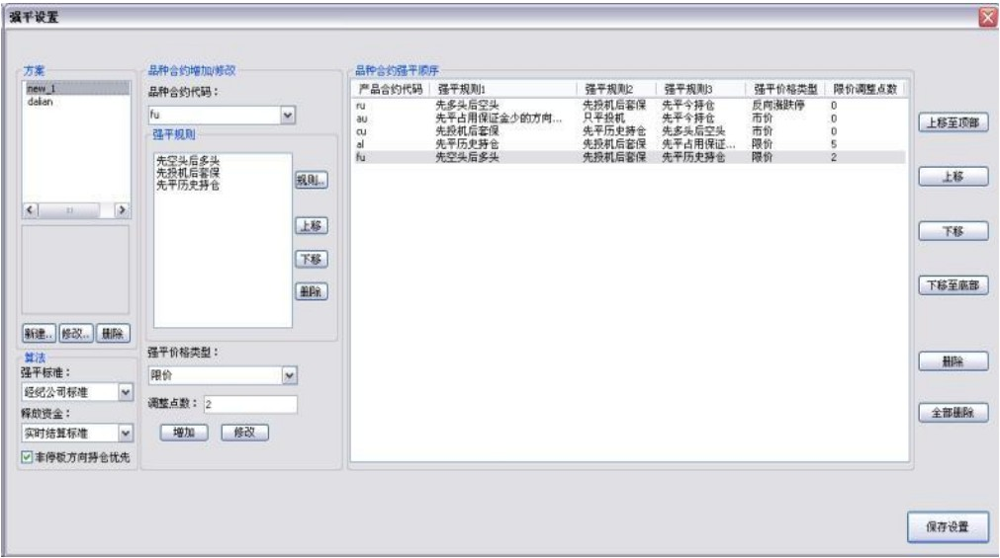 强平设置
方案
new_1
dalian
新建.. 修改.. 删除
算法
强平标准：
经纪公司标准
释放资金：
实时结算标准
非停板方向持仓优先
品种合约增加/修改
品种合约代码：
fu
强平规则
先空头后多头
先投机后套保
先平历史持仓
规则...
上移
下移
删除
强平价格类型：
限价
调整点数： 2
增加 修改
品种合约强平顺序
产品合约代码 强平规则1 强平规则2 强平规则3 强平价格类型 限价调整点数
ru 先多头后空头 先投机后套保 先平今持仓 反向涨跌停 0
au 先平占用保证金少的方向... 只平投机 先平今持仓 市价 0
cu 先投机后套保 先平历史持仓 先多头后空头 市价 0
al 先平历史持仓 先投机后套保 先平占用保证... 限价 5
fu 先空头后多头 先投机后套保 先平历史持仓 限价 2
上移至顶部
上移
下移
下移至底部
删除
全部删除
保存设置